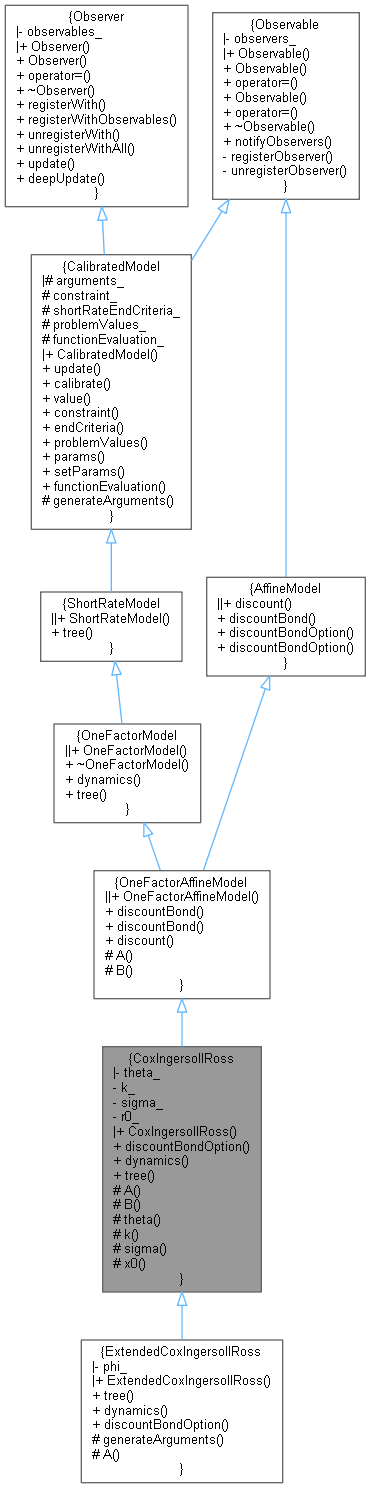 {Observer
|- observables_
|+ Observer()
+ Observer()
+ operator=()
+ ~Observer()
+ registerWith()
+ registerWithObservables()
+ unregisterWith()
+ unregisterWithAll()
+ update()
+ deepUpdate()
}
{Observable
|- observers_
|+ Observable()
+ Observable()
+ operator=()
+ Observable()
+ operator=()
+ ~Observable()
+ notifyObservers()
- registerObserver()
- unregisterObserver()
}
{CalibratedModel
|# arguments_
# constraint_
# shortRateEndCriteria_
# problemValues_
# functionEvaluation_
|+ CalibratedModel()
+ update()
+ calibrate()
+ value()
+ constraint()
+ endCriteria()
+ problemValues()
+ params()
+ setParams()
+ functionEvaluation()
# generateArguments()
}
{ShortRateModel
||+ ShortRateModel()
+ tree()
}
{AffineModel
||+ discount()
+ discountBond()
+ discountBondOption()
+ discountBondOption()
}
{OneFactorModel
||+ OneFactorModel()
+ ~OneFactorModel()
+ dynamics()
+ tree()
}
{OneFactorAffineModel
||+ OneFactorAffineModel()
+ discountBond()
+ discountBond()
+ discount()
# A()
# B()
}
{CoxIngersollRoss
|- theta_
- k_
- sigma_
- r0_
|+ CoxIngersollRoss()
+ discountBondOption()
+ dynamics()
+ tree()
# A()
# B()
# theta()
# k()
# sigma()
# x0()
}
{ExtendedCoxIngersollRoss
|- phi_
|+ ExtendedCoxIngersollRoss()
+ tree()
+ dynamics()
+ discountBondOption()
# generateArguments()
# A()
}